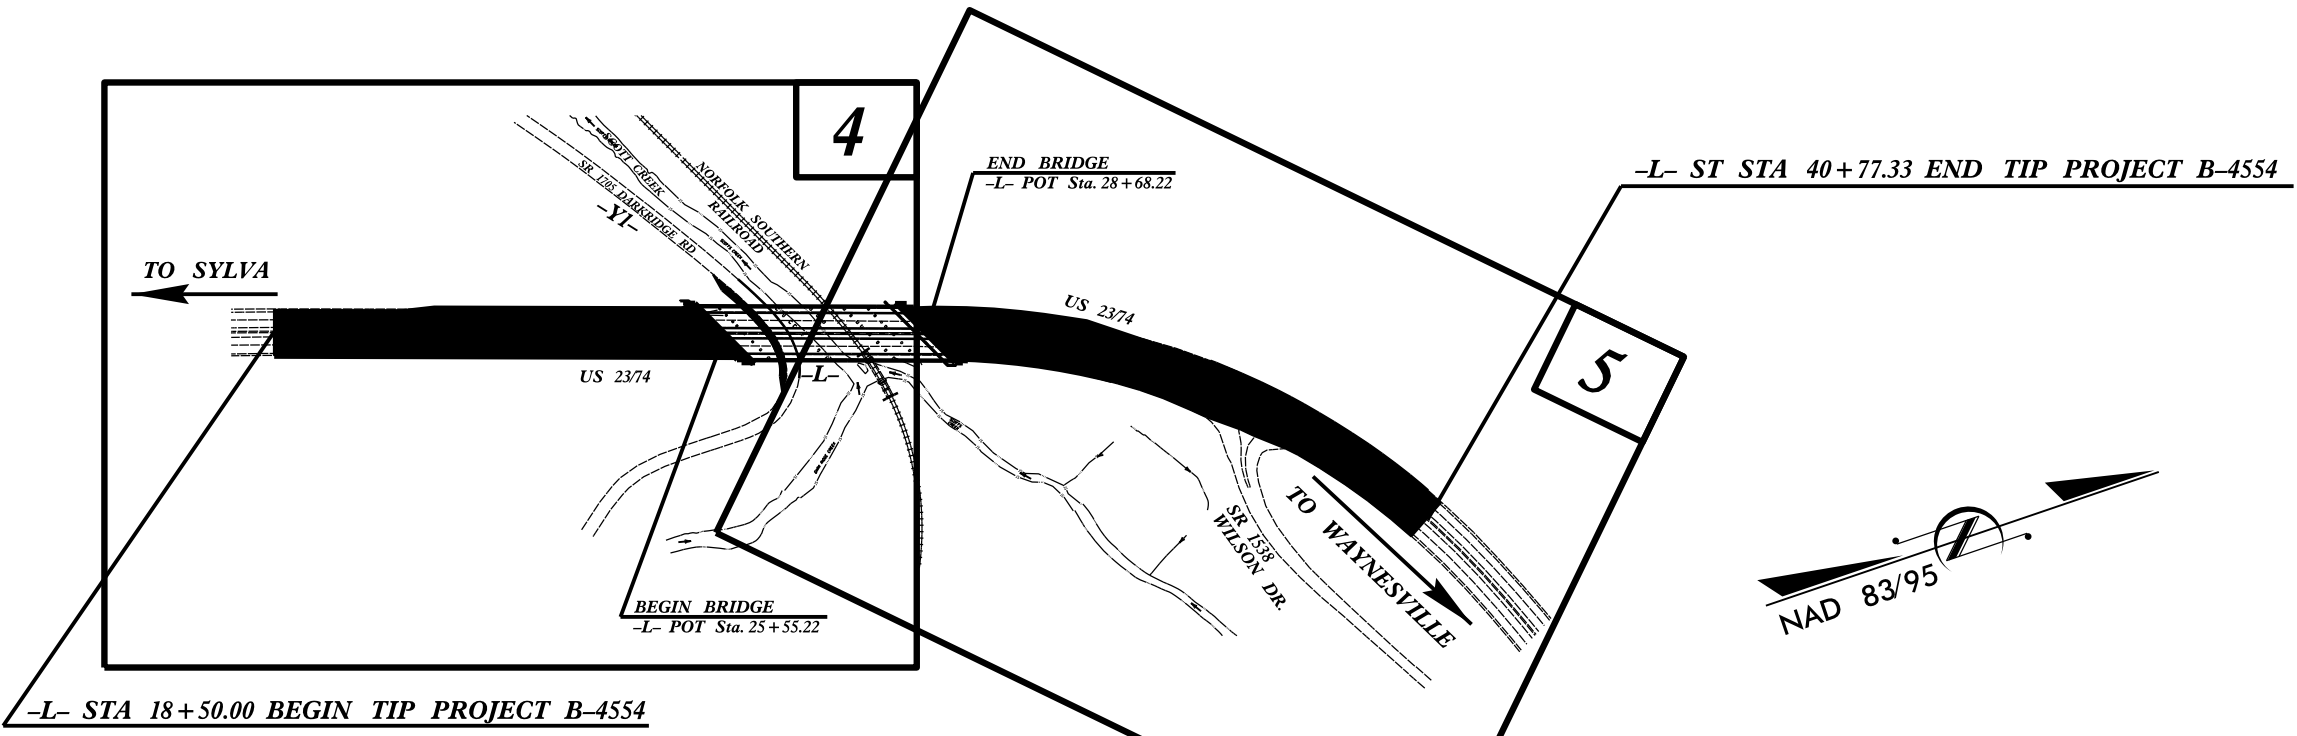 4
SCOTT CREEK
SR 1705 DARKRIDGE RD
–Y1–
NORFOLK SOUTHERN
RAILROAD
END BRIDGE
–L– POT Sta. 28+68.22
–L– ST STA 40+77.33 END TIP PROJECT B–4554
TO SYLVA
US 23/74
5
US 23/74
–L–
SR 1538
WILSON DR.
TO WAYNESVILLE
NAD 83/95
BEGIN BRIDGE
–L– POT Sta. 25+55.22
–L– STA 18+50.00 BEGIN TIP PROJECT B–4554